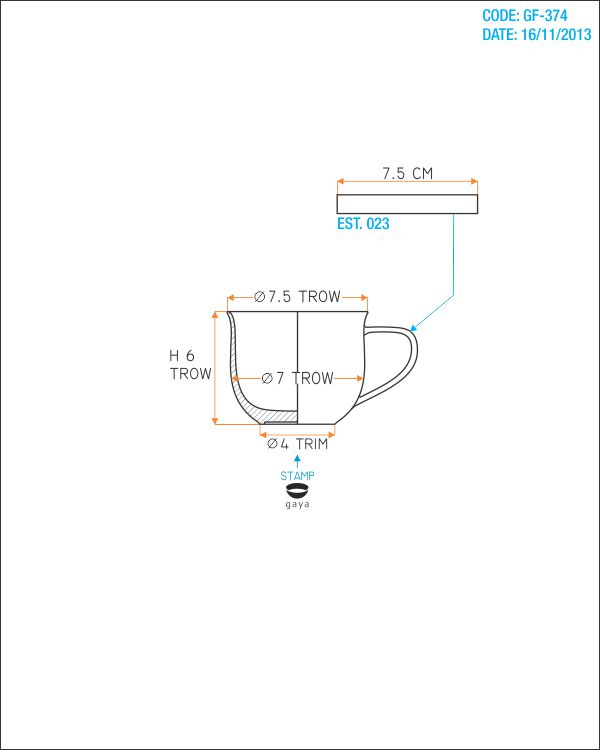 CODE: GF-374
DATE: 16/11/2013
7.5 CM
EST. 023
Ø7.5 TROW
H 6
TROW
Ø7 TROW
Ø4 TRIM
STAMP
gaya